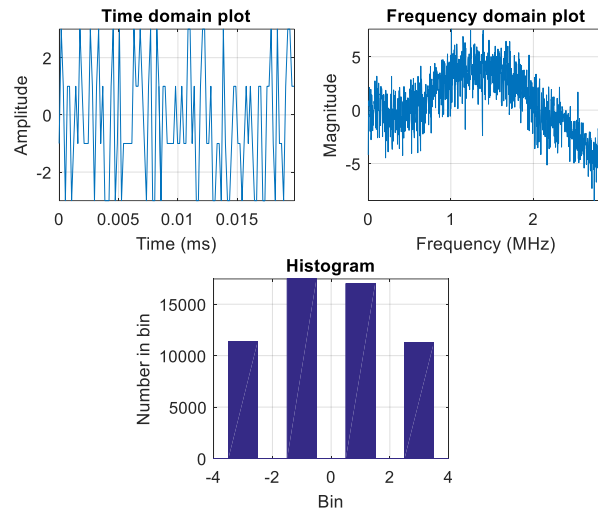 Time domain plot
Amplitude
2
0
-2
0
0.005
0.01
0.015
Time (ms)
Frequency domain plot
Magnitude
5
0
-5
0
1
2
Frequency (MHz)
Histogram
Number in bin
15000
10000
5000
0
-4
-2
0
2
4
Bin